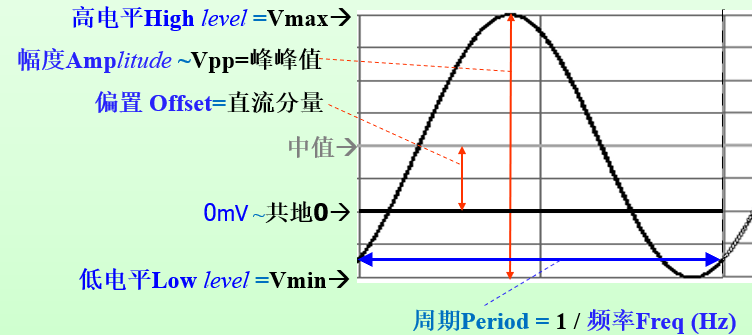 高电平High level =Vmax→
幅度Amplitude ~Vpp=峰峰值
偏置 Offset=直流分量
中值→
0mV ~共地0→
低电平Low level =Vmin→
周期Period = 1 / 频率Freq (Hz)